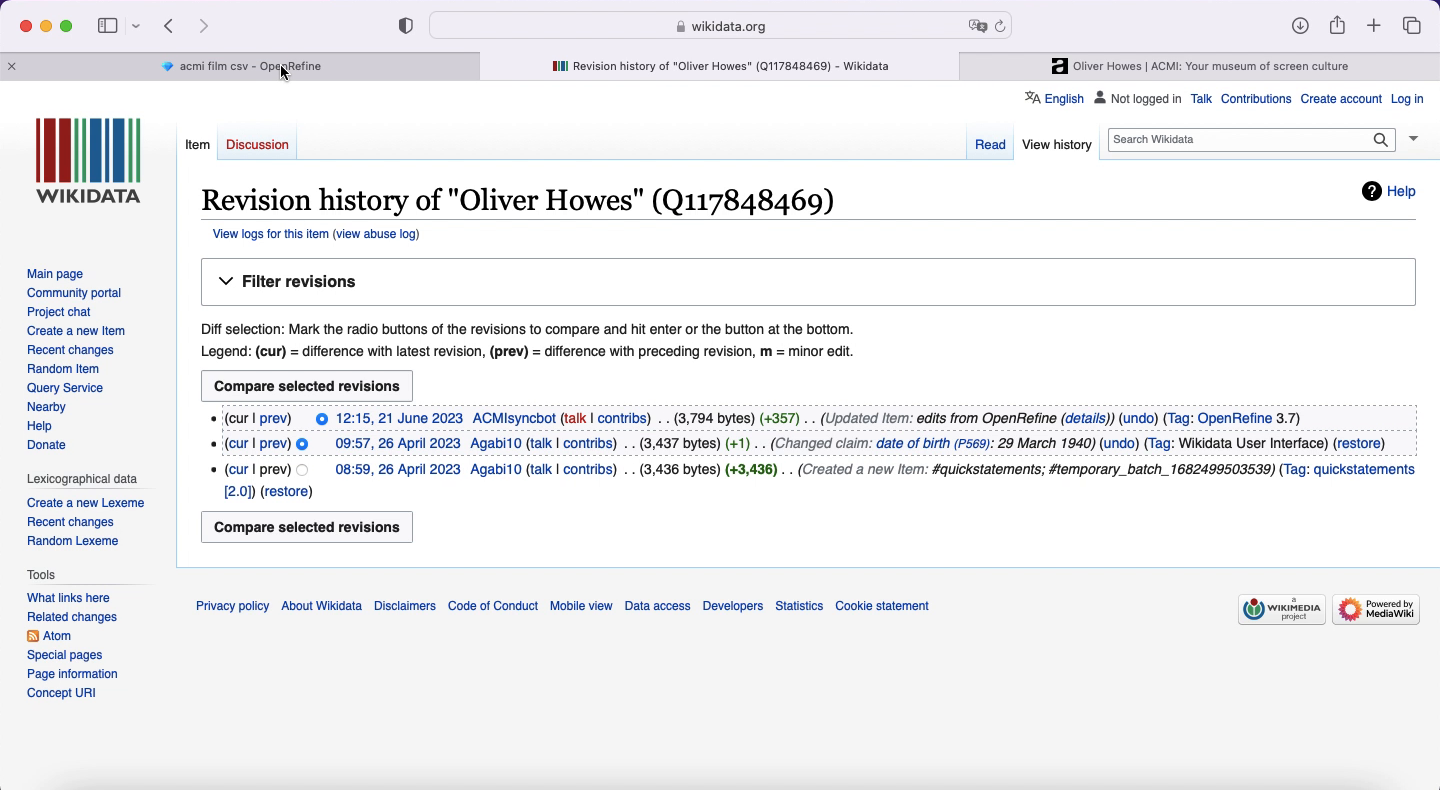 wikidata.org
acmi film csv - OpenRefine
Revision history of "Oliver Howes" (Q117848469) - Wikidata
Oliver Howes | ACMI: Your museum of screen culture
English Not logged in Talk Contributions Create account Log in
WIKIDATA
Item Discussion Read View history Search Wikidata
Revision history of "Oliver Howes" (Q117848469)
Help
View logs for this item (view abuse log)
Filter revisions
Diff selection: Mark the radio buttons of the revisions to compare and hit enter or the button at the bottom.
Legend: (cur) = difference with latest revision, (prev) = difference with preceding revision, m = minor edit.
Compare selected revisions
(cur | prev) 12:15, 21 June 2023 ACMIsyncbot (talk | contribs) . . (3,794 bytes) (+357) . . (Updated Item: edits from OpenRefine (details)) (undo) (Tag: OpenRefine 3.7)
(cur | prev) 09:57, 26 April 2023 Agabi10 (talk | contribs) . . (3,437 bytes) (+1) . . (Changed claim: date of birth (P569): 29 March 1940) (undo) (Tag: Wikidata User Interface) (restore)
(cur | prev) 08:59, 26 April 2023 Agabi10 (talk | contribs) . . (3,436 bytes) (+3,436) . . (Created a new Item: #quickstatements; #temporary_batch_1682499503539) (Tag: quickstatements
[2.0]) (restore)
Compare selected revisions
Main page
Community portal
Project chat
Create a new Item
Recent changes
Random Item
Query Service
Nearby
Help
Donate
Lexicographical data
Create a new Lexeme
Recent changes
Random Lexeme
Tools
What links here
Related changes
Atom
Special pages
Page information
Concept URI
Privacy policy About Wikidata Disclaimers Code of Conduct Mobile view Data access Developers Statistics Cookie statement
a
WIKIMEDIA
project
Powered by
MediaWiki